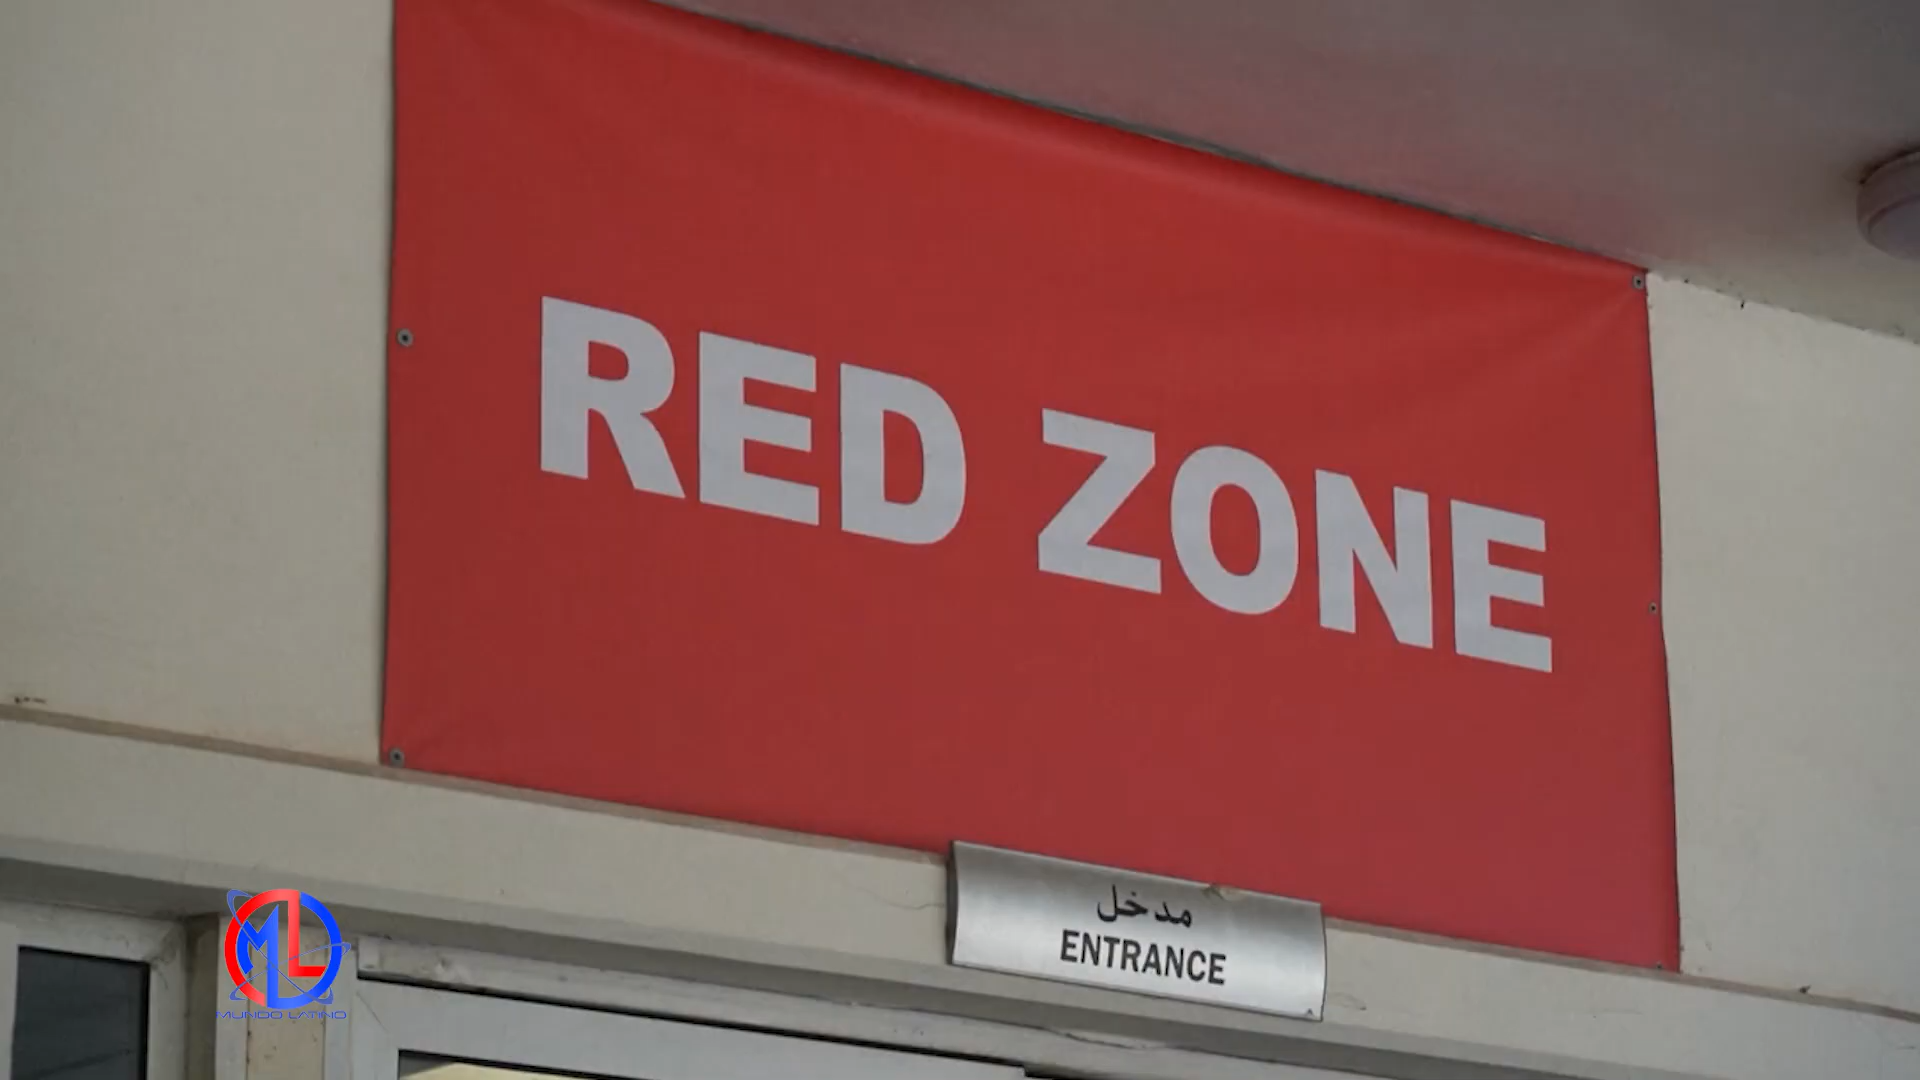 RED ZONE
مدخل
ENTRANCE
ML
MUNDO LATINO